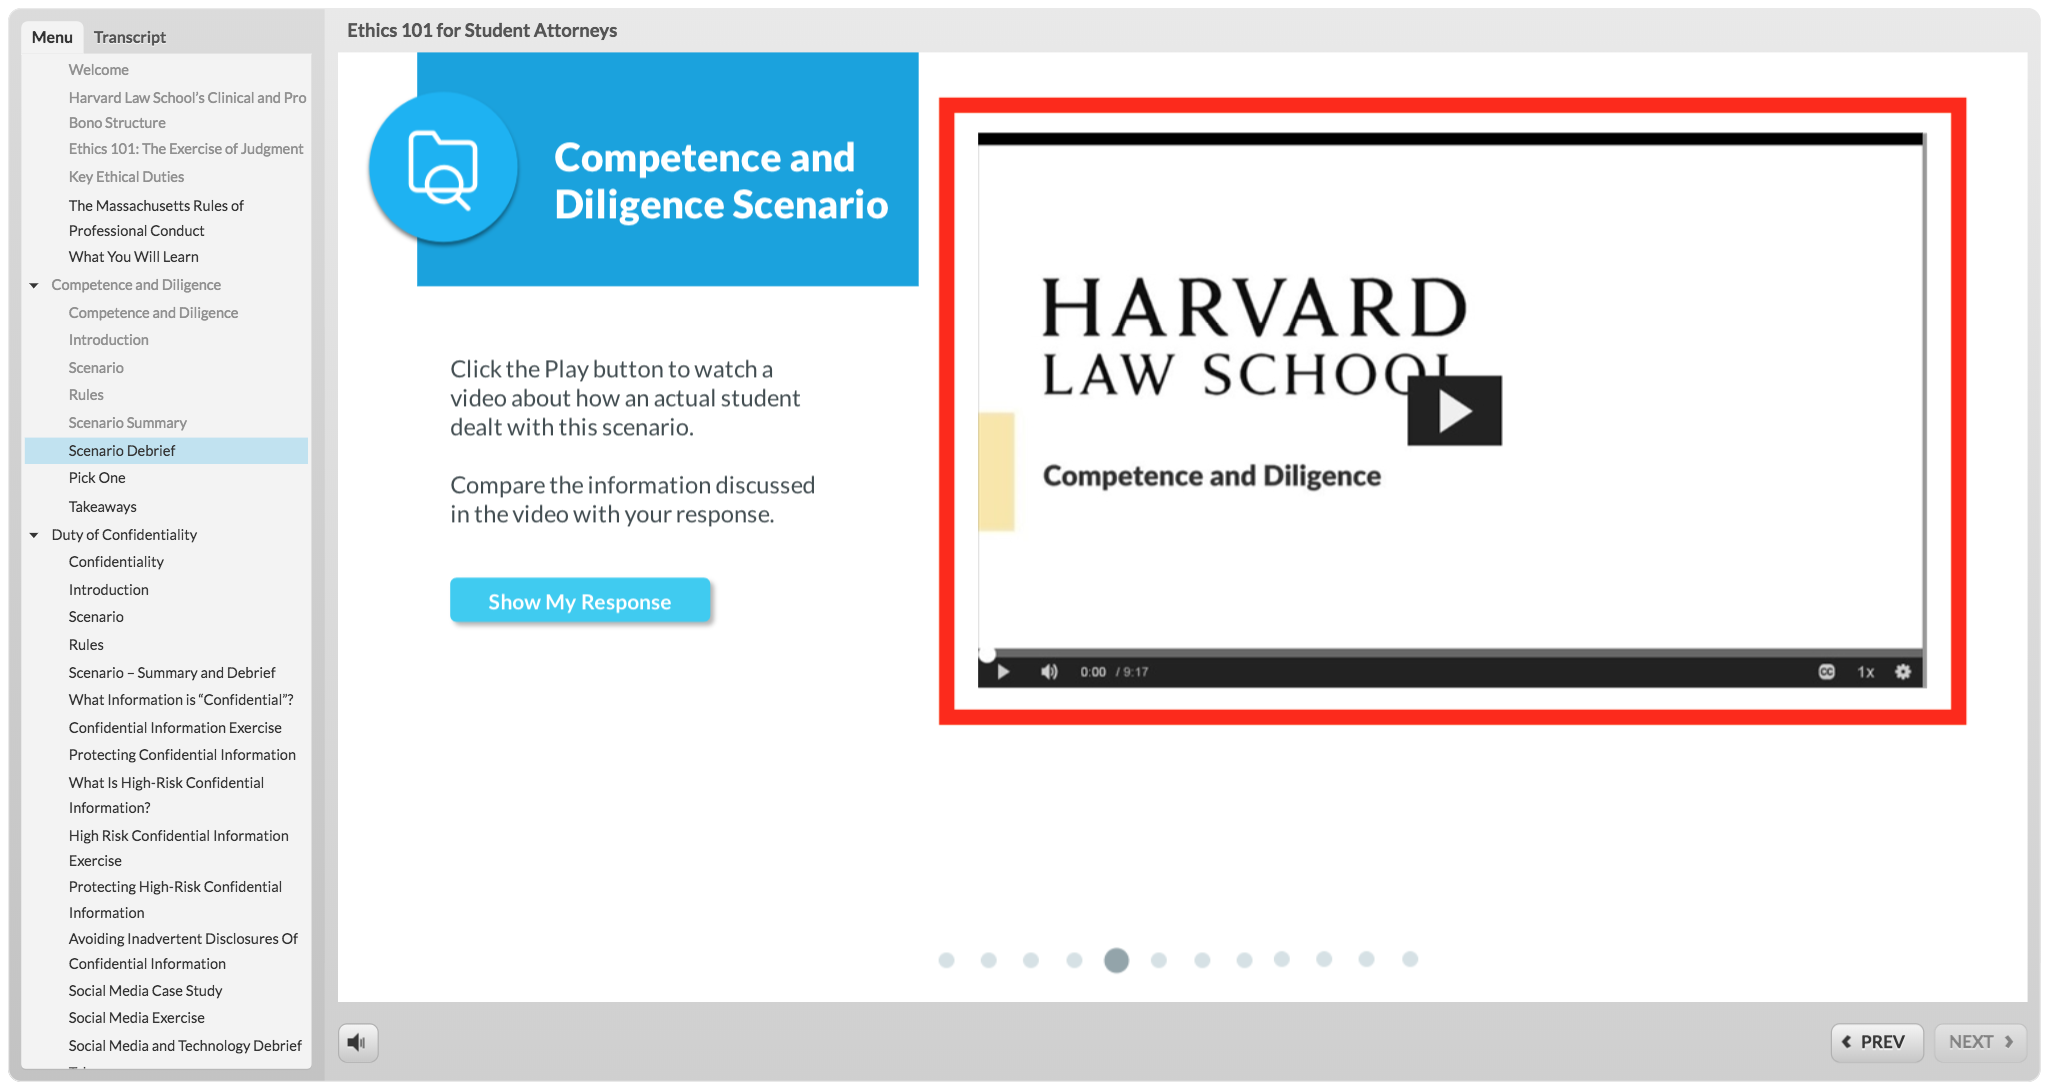 Menu
Transcript
Welcome
Harvard Law School's Clinical and Pro
Bono Structure
Ethics 101: The Exercise of Judgment
Key Ethical Duties
The Massachusetts Rules of
Professional Conduct
What You Will Learn
Competence and Diligence
Competence and Diligence
Introduction
Scenario
Rules
Scenario Summary
Scenario Debrief
Pick One
Takeaways
Duty of Confidentiality
Confidentiality
Introduction
Scenario
Rules
Scenario – Summary and Debrief
What Information is “Confidential”?
Confidential Information Exercise
Protecting Confidential Information
What Is High-Risk Confidential
Information?
High Risk Confidential Information
Exercise
Protecting High-Risk Confidential
Information
Avoiding Inadvertent Disclosures Of
Confidential Information
Social Media Case Study
Social Media Exercise
Social Media and Technology Debrief
Ethics 101 for Student Attorneys
Competence and
Diligence Scenario
Click the Play button to watch a
video about how an actual student
dealt with this scenario.
Compare the information discussed
in the video with your response.
Show My Response
HARVARD
LAW SCHOOL
Competence and Diligence
0:00 / 9:17
CC
1x
PREV
NEXT